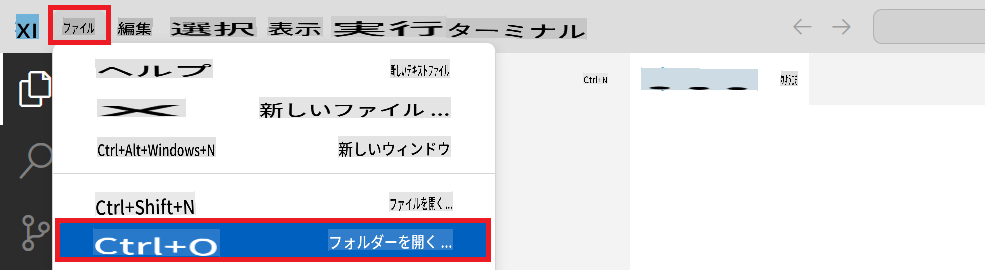 XI ファイル 編集 選択 表示 実行 ターミナル
ヘルプ 新しいテキストファイル
新しいファイル ...
Ctrl+N
Ctrl+Alt+Windows+N 新しいウィンドウ
Ctrl+Shift+N ファイルを開く...
Ctrl+O フォルダーを開く ...